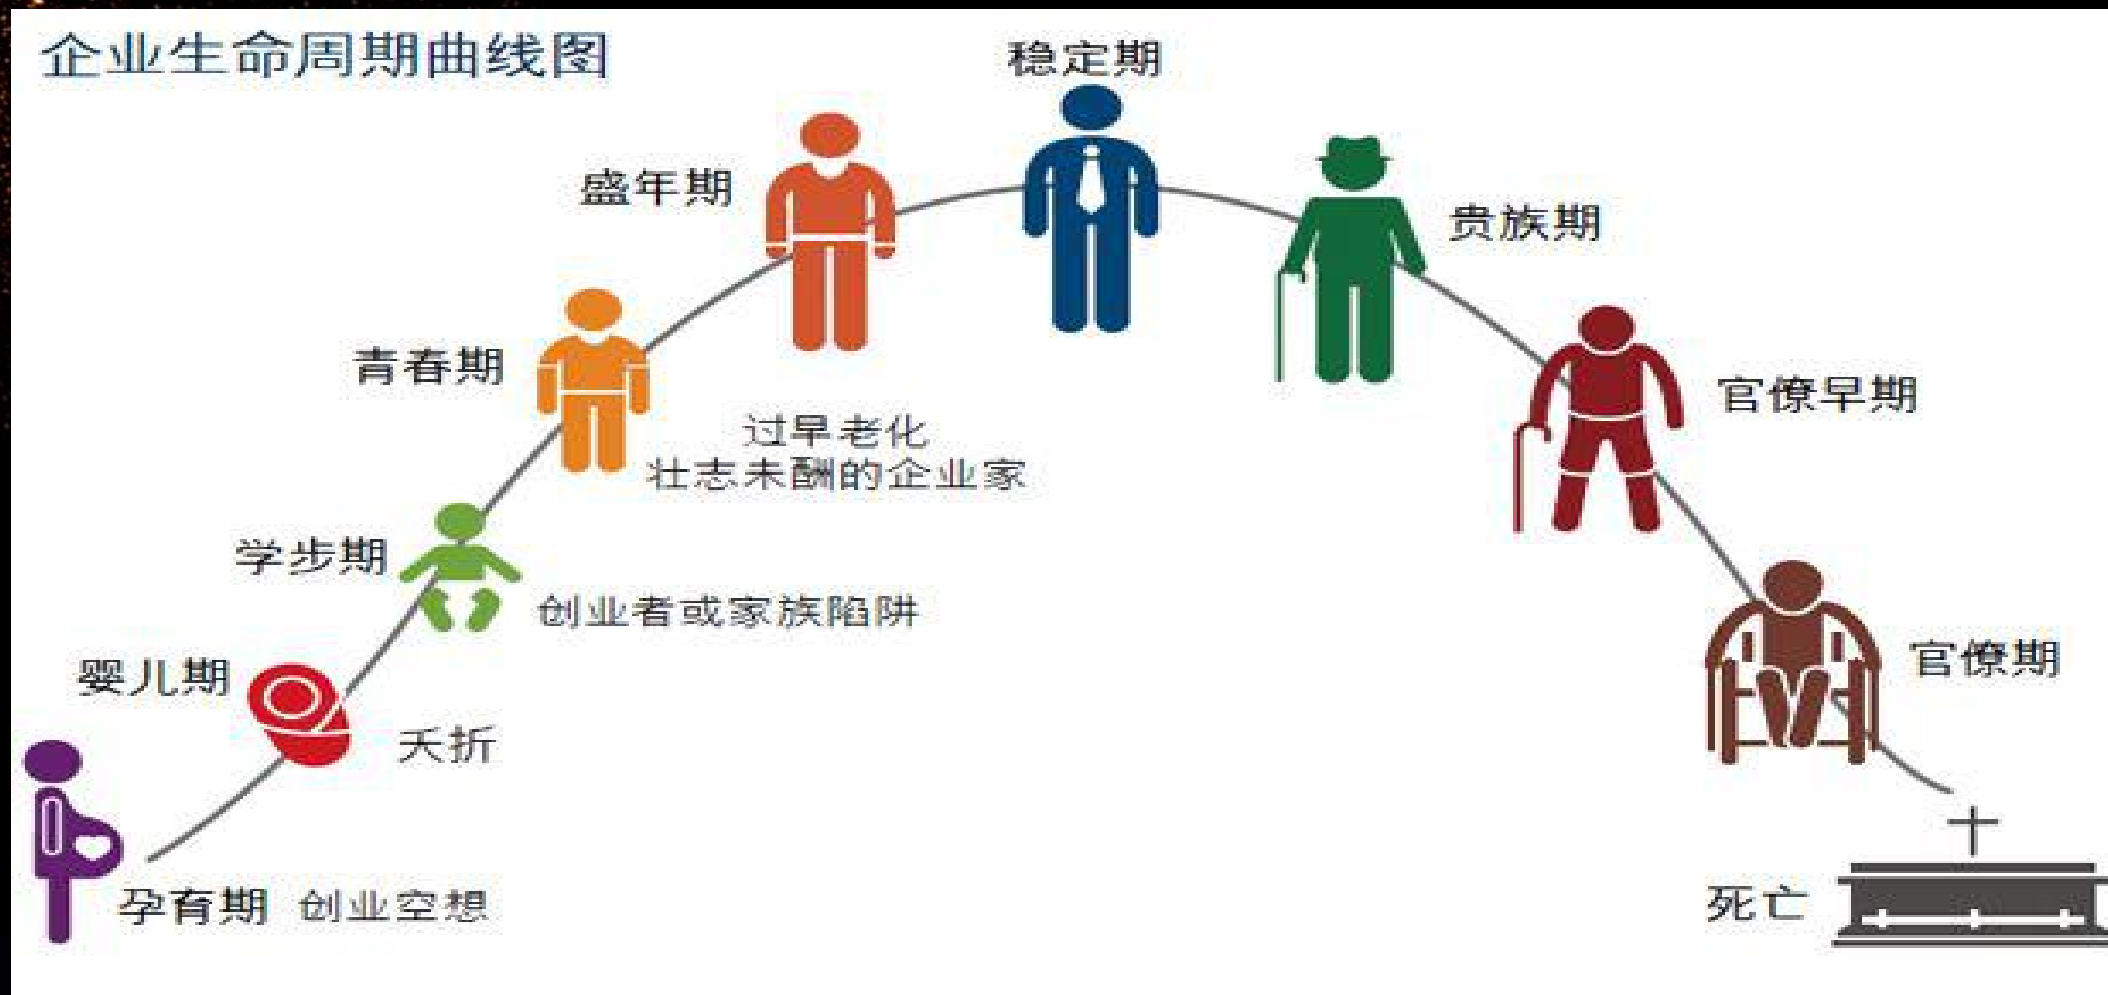 企业生命周期曲线图
稳定期
盛年期
贵族期
青春期
官僚早期
过早老化
壮志未酬的企业家
学步期
创业者或家族陷阱
婴儿期
官僚期
夭折
孕育期 创业空想
死亡